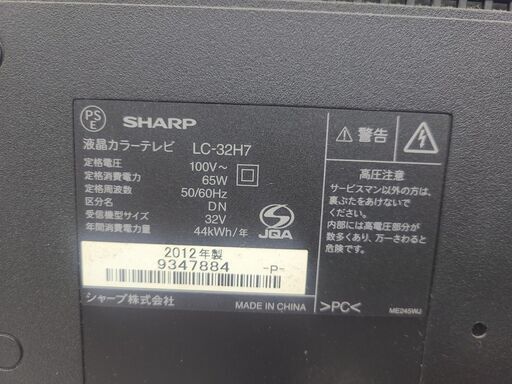 PS
E
SHARP
液晶カラーテレビ LC-32H7
定格電圧 100V～
定格消費電力 65W
定格周波数 50/60Hz
区分名 DN
受信機型サイズ 32V
年間消費電力量 44kWh/年
JQA
2012年製
9347884 -P-
シャープ株式会社
MADE IN CHINA
警告
高圧注意
サービスマン以外の方は、
裏ぶたをあけないで
ください。
内部には高電圧部分が
数多くあり、万一さわると
危険です。
>PC<
ME245WJ